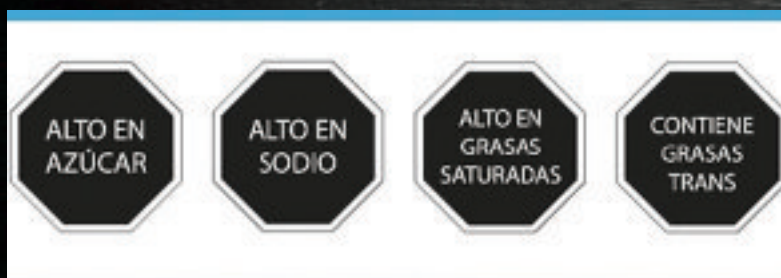 ALTO EN
AZÚCAR
ALTO EN
SODIO
ALTO EN
GRASAS
SATURADAS
CONTIENE
GRASAS
TRANS